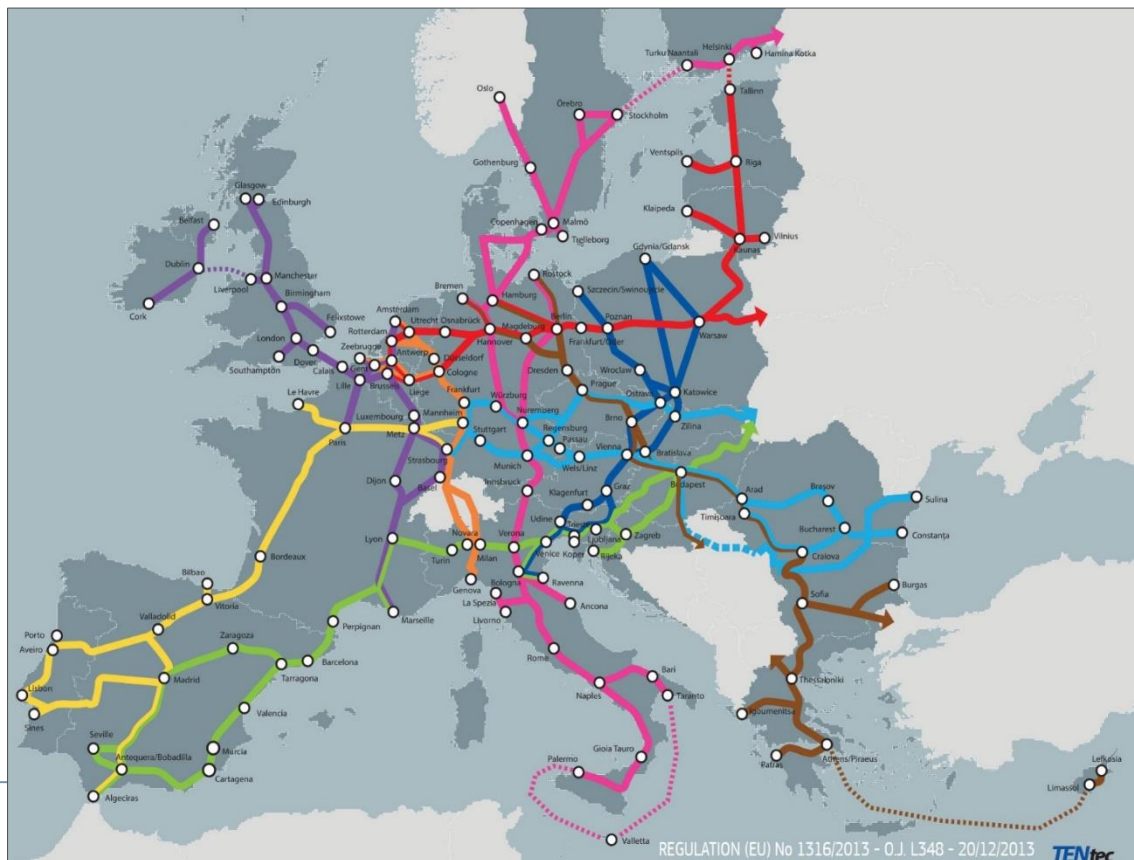 Oslo
Örebro
Stockholm
Turku Naantali
Helsinki
Hamina Kotka
Tallinn
Ventspils
Riga
Gothenburg
Klaipeda
Kaunas
Vilnius
Glasgow
Edinburgh
Belfast
Copenhagen
Malmö
Trelleborg
Gdynia/Gdansk
Dublin
Liverpool
Manchester
Rostock
Szczecin/Swinoujscie
Cork
Birmingham
Felixstowe
Bremen
Hamburg
Amsterdam
Utrecht
Osnabrück
Magdeburg
Berlin
Poznan
Warsaw
London
Rotterdam
Hannover
Frankfurt/Oder
Southampton
Dover
Calais
Zeebrugge
Antwerp
Düsseldorf
Gent
Cologne
Lille
Brussels
Liege
Dresden
Wroclaw
Katowice
Le Havre
Frankfurt
Prague
Ostrava
Luxembourg
Mannheim
Würzburg
Paris
Metz
Nuremberg
Brno
Zilina
Stuttgart
Regensburg
Passau
Strasbourg
Munich
Wels/Linz
Vienna
Bratislava
Dijon
Basel
Innsbruck
Budapest
Klagenfurt
Graz
Arad
Braşov
Sulina
Timişoara
Bucharest
Constanţa
Udine
Trieste
Ljubljana
Zagreb
Lyon
Novara
Verona
Venice
Koper
Rijeka
Craiova
Turin
Milan
Bordeaux
Bologna
Ravenna
Genova
Bilbao
Vitoria
La Spezia
Ancona
Livorno
Sofia
Burgas
Valladolid
Marseille
Perpignan
Porto
Aveiro
Zaragoza
Rome
Barcelona
Tarragona
Bari
Madrid
Naples
Taranto
Thessaloniki
Lisbon
Sines
Valencia
Igoumenitsa
Seville
Murcia
Gioia Tauro
Antequera/Bobadilla
Palermo
Patras
Athens/Piraeus
Cartagena
Lefkosia
Limassol
Algeciras
Valletta
REGULATION (EU) No 1316/2013 - O.J. L348 - 20/12/2013
TENtec